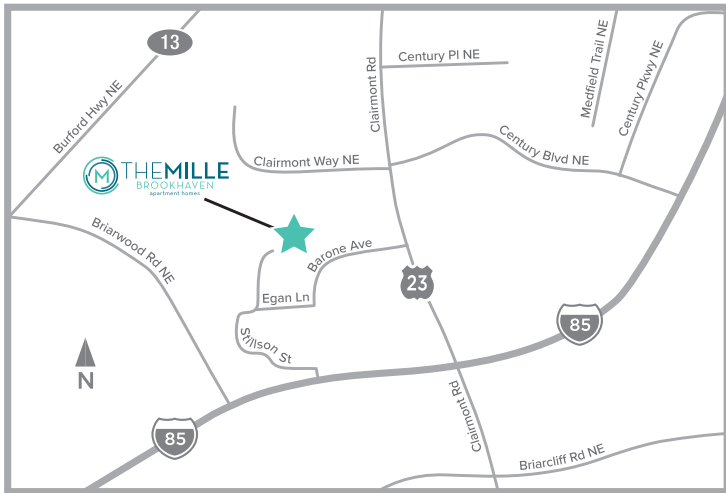 13
Burford Hwy NE
Clairmont Rd
Century Pl NE
Medfield Trail NE
Century Pkwy NE
Century Blvd NE
Clairmont Way NE
M
THEMILLE
BROOKHAVEN
apartment homes
Briarwood Rd NE
Barone Ave
23
Egan Ln
85
Stillson St
N
Clairmont Rd
85
Briarcliff Rd NE